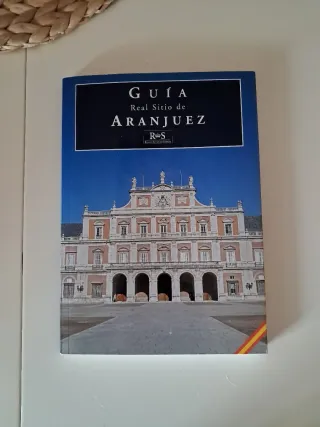 GUÍA
Real Sitio de
ARANJUEZ
R S